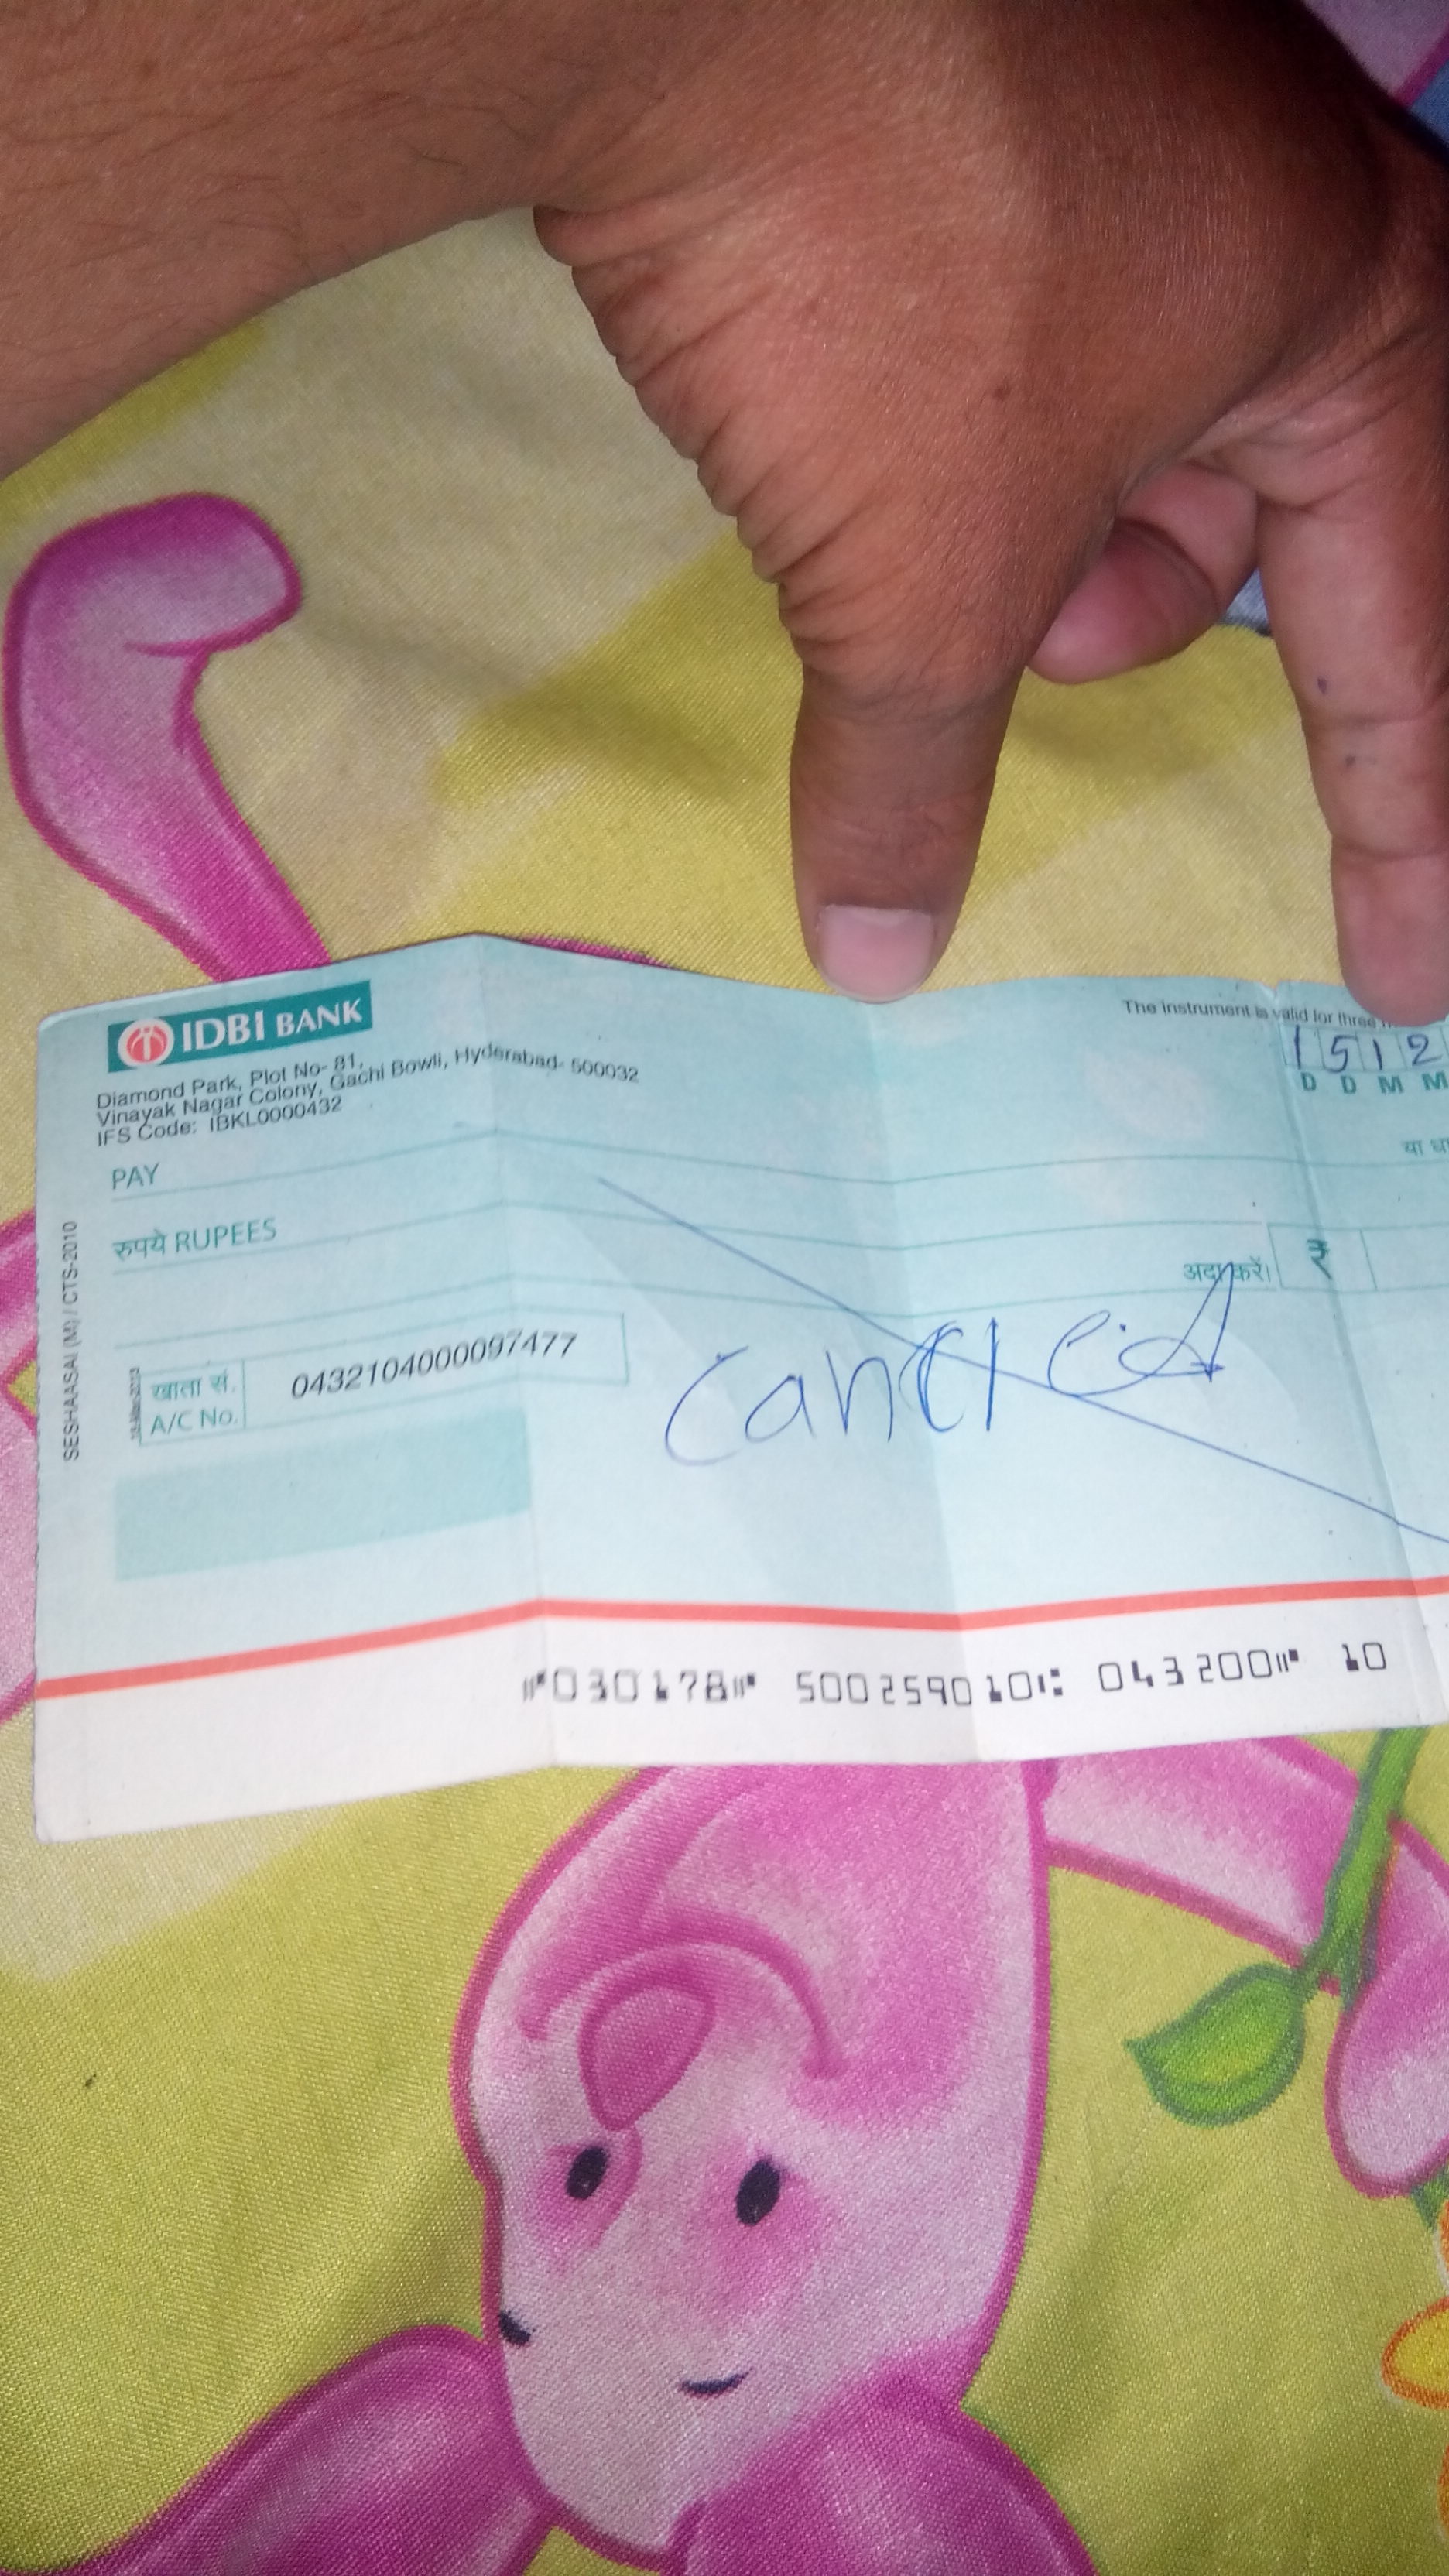 IDBI BANK
Diamond Park, Plot No- 81,
Vinayak Nagar Colony, Gachi Bowli, Hyderabad- 500032
IFS Code: IBKL0000432
The instrument is valid for three
1 5 1 2
D D M M
PAY
या
रुपये RUPEES
अदा करें। ₹
खाता सं.
A/C No.
0432104000097477
cancled
SESHAASAI (M) / CTS-2010
⑈030178⑈ 500259010⑆ 043200⑈ 10